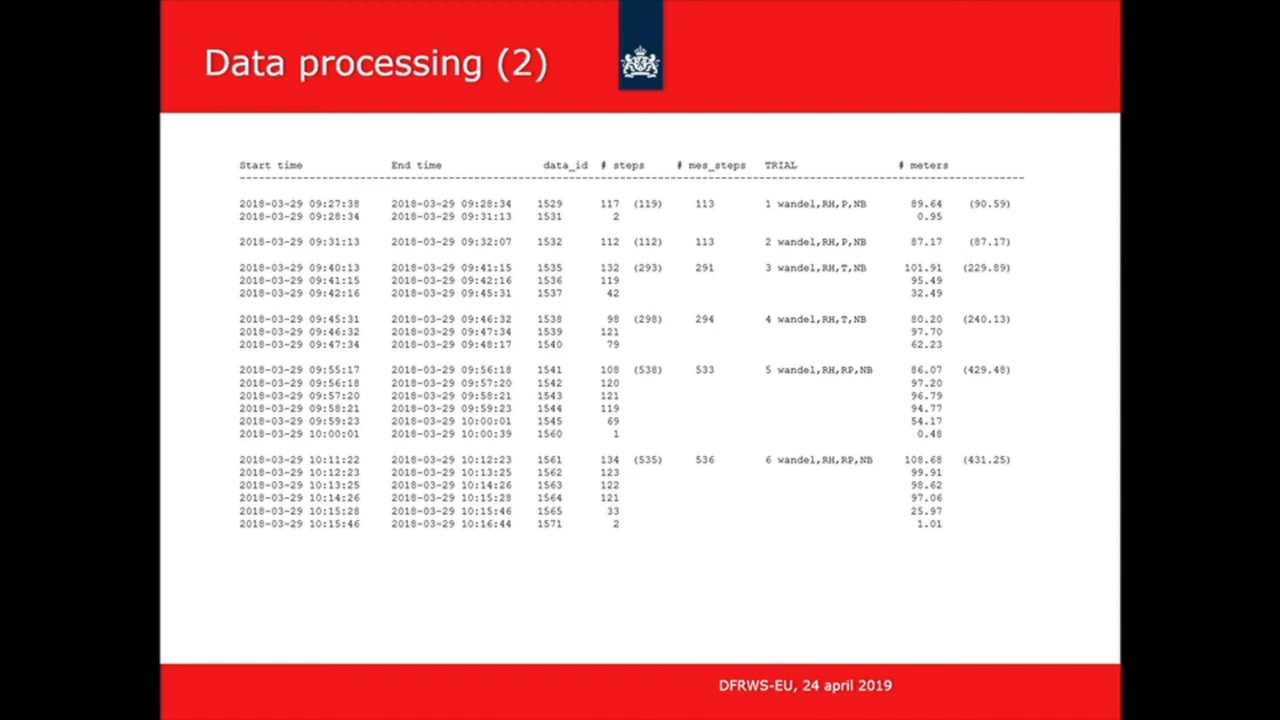 Data processing (2)
Start time End time data_id # steps # mes_steps TRIAL # meters
--------------------------------------------------------------------------------
2018-03-29 09:27:38 2018-03-29 09:28:34 1529 117 (119) 113 1 wandel,RH,P,NB 89.64 (90.59)
2018-03-29 09:28:34 2018-03-29 09:31:13 1531 2 0.95
2018-03-29 09:31:13 2018-03-29 09:32:07 1532 112 (112) 113 2 wandel,RH,P,NB 87.17 (87.17)
2018-03-29 09:40:13 2018-03-29 09:41:15 1535 132 (293) 291 3 wandel,RH,T,NB 101.91 (229.89)
2018-03-29 09:41:15 2018-03-29 09:42:16 1536 119 95.49
2018-03-29 09:42:16 2018-03-29 09:45:31 1537 42 32.49
2018-03-29 09:45:31 2018-03-29 09:46:32 1538 98 (298) 294 4 wandel,RH,T,NB 80.20 (240.13)
2018-03-29 09:46:32 2018-03-29 09:47:34 1539 121 97.70
2018-03-29 09:47:34 2018-03-29 09:48:17 1540 79 62.23
2018-03-29 09:55:17 2018-03-29 09:56:18 1541 108 (538) 533 5 wandel,RH,RP,NB 86.07 (429.48)
2018-03-29 09:56:18 2018-03-29 09:57:20 1542 120 97.20
2018-03-29 09:57:20 2018-03-29 09:58:21 1543 121 96.79
2018-03-29 09:58:21 2018-03-29 09:59:23 1544 119 94.77
2018-03-29 09:59:23 2018-03-29 10:00:01 1545 69 54.17
2018-03-29 10:00:01 2018-03-29 10:00:39 1560 1 0.48
2018-03-29 10:11:22 2018-03-29 10:12:23 1561 134 (535) 536 6 wandel,RH,RP,NB 108.68 (431.25)
2018-03-29 10:12:23 2018-03-29 10:13:25 1562 123 99.91
2018-03-29 10:13:25 2018-03-29 10:14:26 1563 122 98.62
2018-03-29 10:14:26 2018-03-29 10:15:28 1564 121 97.06
2018-03-29 10:15:28 2018-03-29 10:15:46 1565 33 25.97
2018-03-29 10:15:46 2018-03-29 10:16:44 1571 2 1.01
DFRWS-EU, 24 april 2019